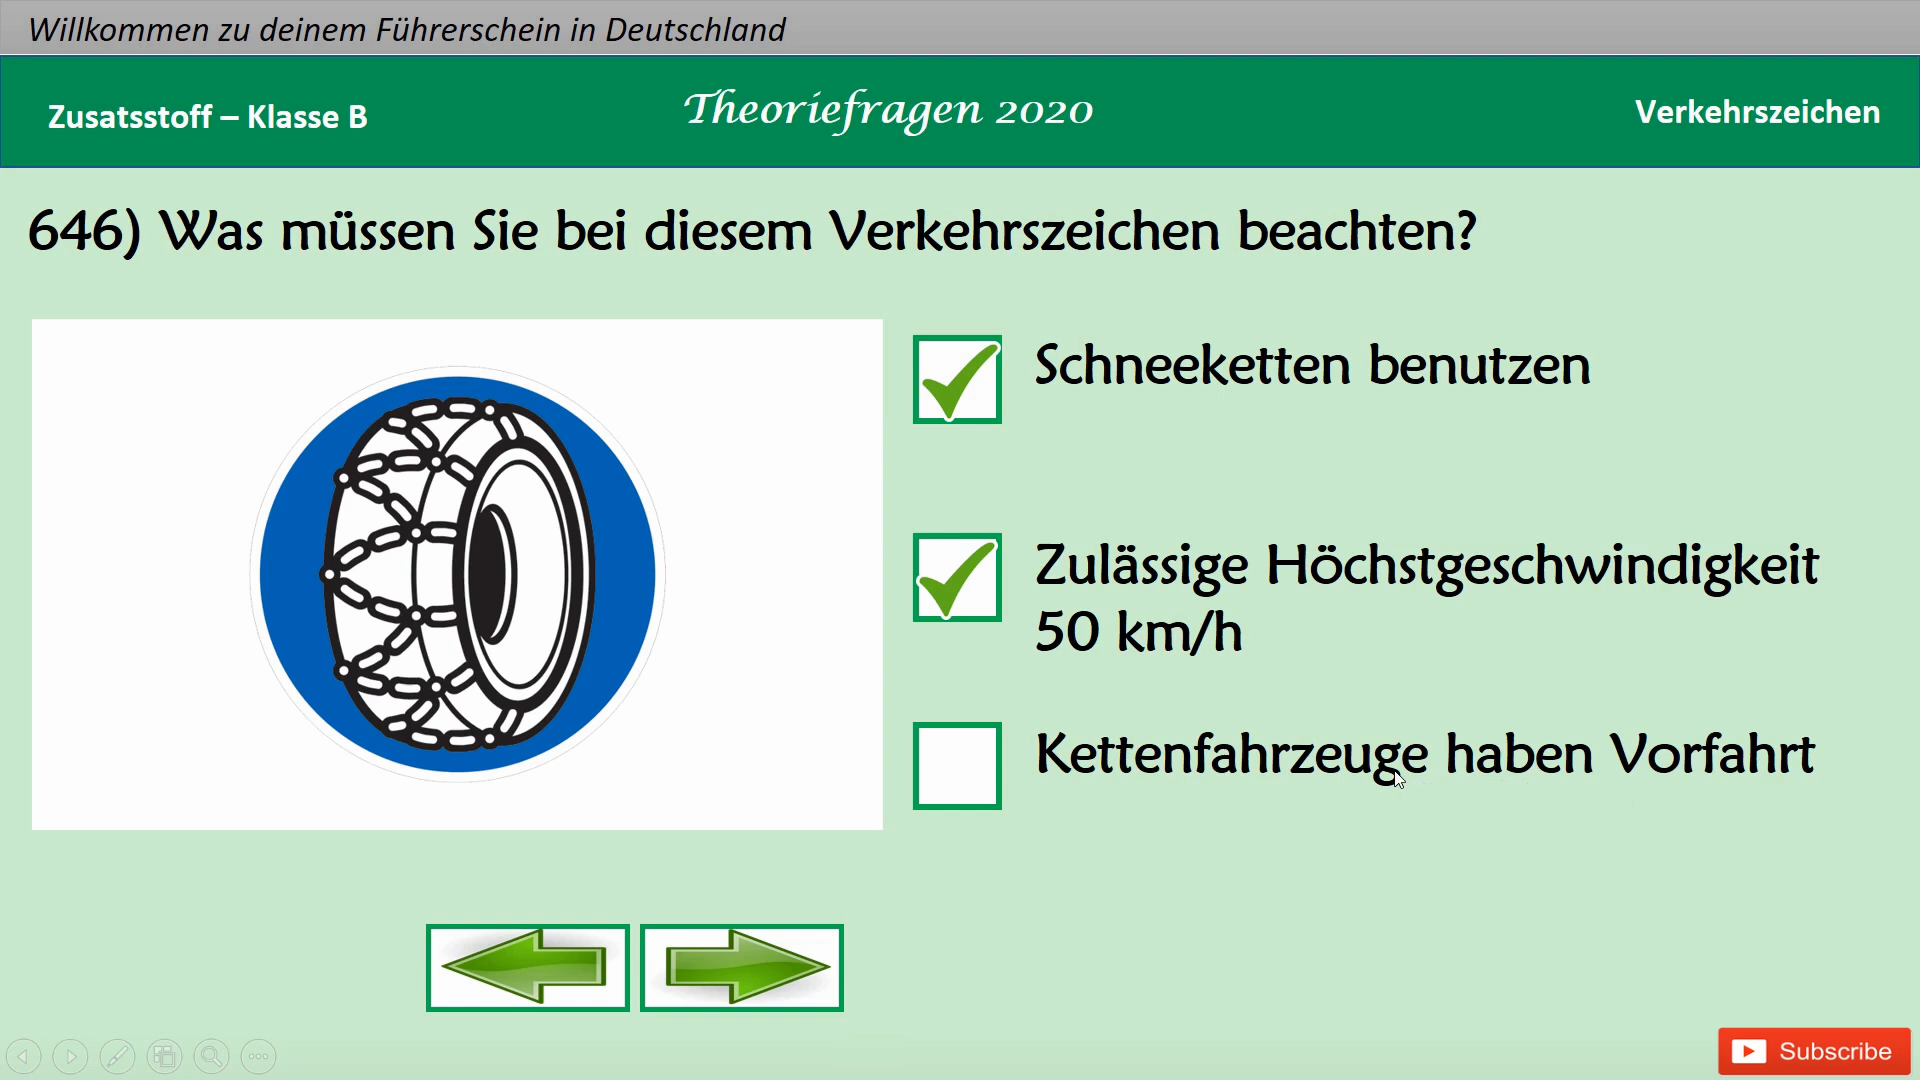 Willkommen zu deinem Führerschein in Deutschland
Zusatsstoff – Klasse B
Theoriefragen 2020
Verkehrszeichen
646) Was müssen Sie bei diesem Verkehrszeichen beachten?
Schneeketten benutzen
Zulässige Höchstgeschwindigkeit
50 km/h
Kettenfahrzeuge haben Vorfahrt
Subscribe